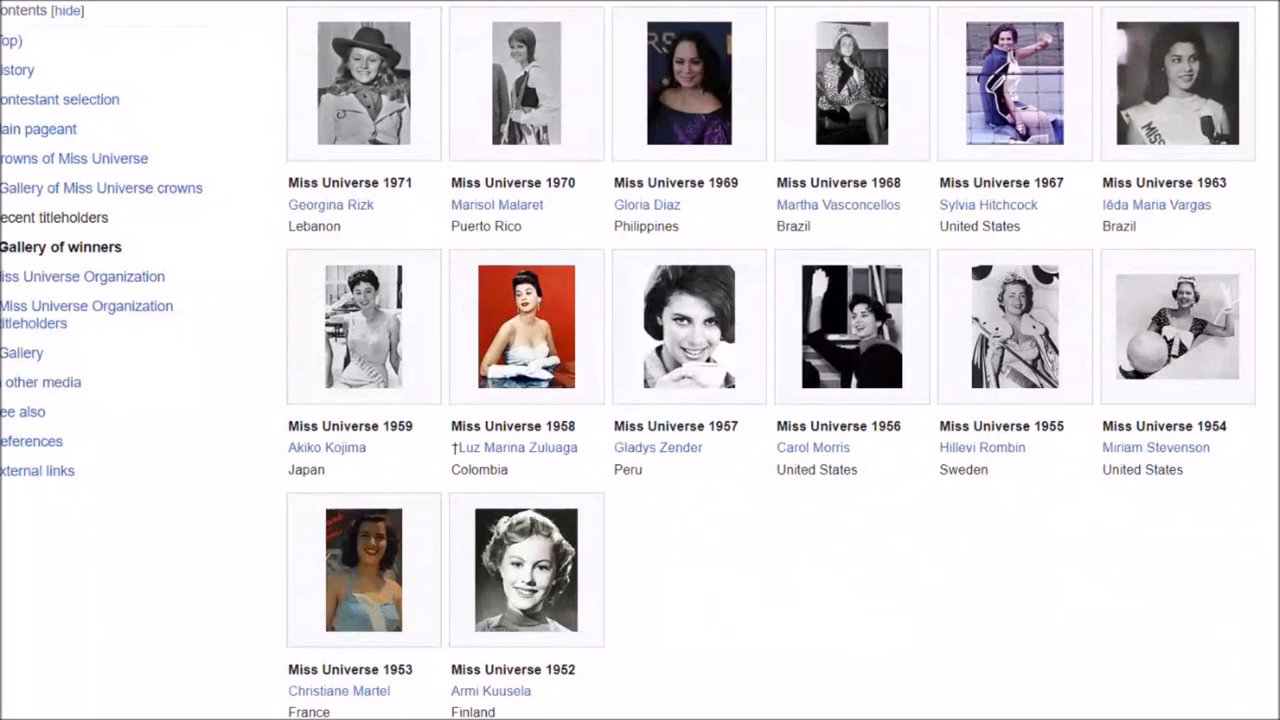 ontents [hide]
op)
istory
ontestant selection
ain pageant
rowns of Miss Universe
Gallery of Miss Universe crowns
ecent titleholders
Gallery of winners
iss Universe Organization
Miss Universe Organization
titleholders
Gallery
other media
ee also
eferences
xternal links
RS
MISS
Miss Universe 1971
Georgina Rizk
Lebanon
Miss Universe 1970
Marisol Malaret
Puerto Rico
Miss Universe 1969
Gloria Diaz
Philippines
Miss Universe 1968
Martha Vasconcellos
Brazil
Miss Universe 1967
Sylvia Hitchcock
United States
Miss Universe 1963
Iêda Maria Vargas
Brazil
Miss Universe 1959
Akiko Kojima
Japan
Miss Universe 1958
†Luz Marina Zuluaga
Colombia
Miss Universe 1957
Gladys Zender
Peru
Miss Universe 1956
Carol Morris
United States
Miss Universe 1955
Hillevi Rombin
Sweden
Miss Universe 1954
Miriam Stevenson
United States
Miss Universe 1953
Christiane Martel
France
Miss Universe 1952
Armi Kuusela
Finland